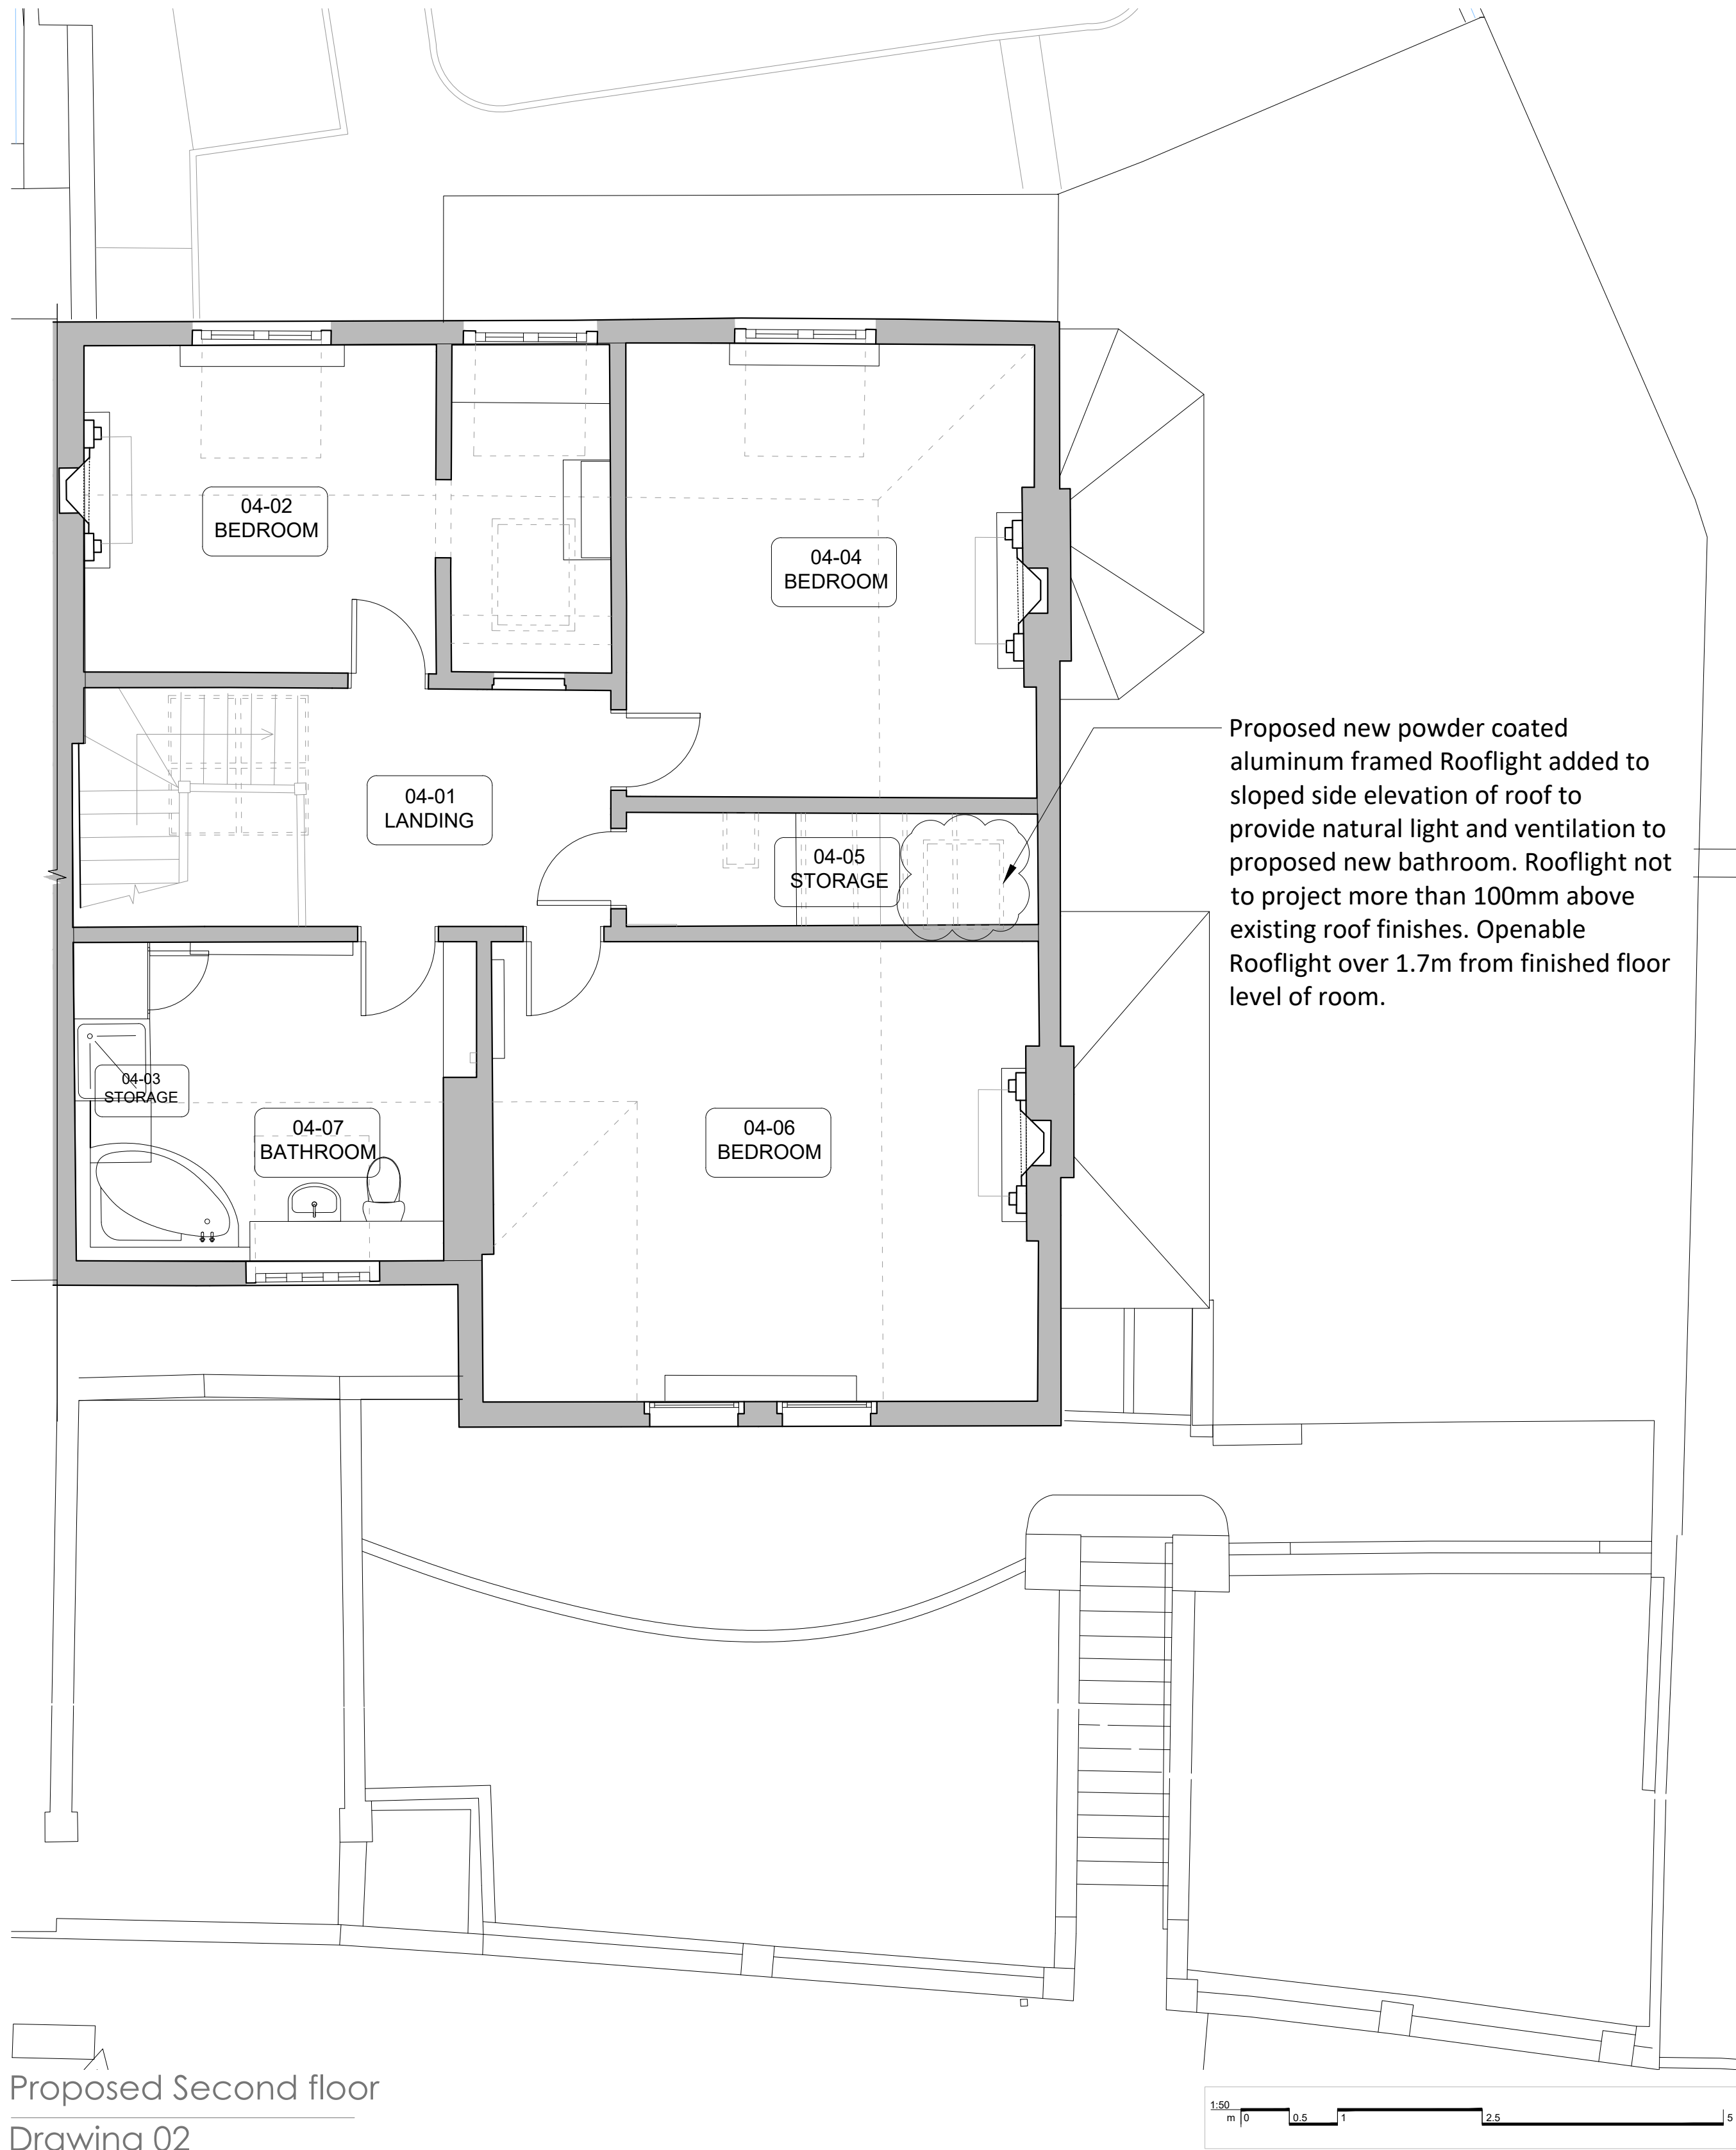 04-02
BEDROOM
04-04
BEDROOM
Proposed new powder coated
aluminum framed Rooflight added to
sloped side elevation of roof to
provide natural light and ventilation to
proposed new bathroom. Rooflight not
to project more than 100mm above
existing roof finishes. Openable
Rooflight over 1.7m from finished floor
level of room.
04-01
LANDING
04-05
STORAGE
04-03
STORAGE
04-07
BATHROOM
04-06
BEDROOM
Proposed Second floor
Drawing 02
1:50
m 0 0.5 1 2.5 5